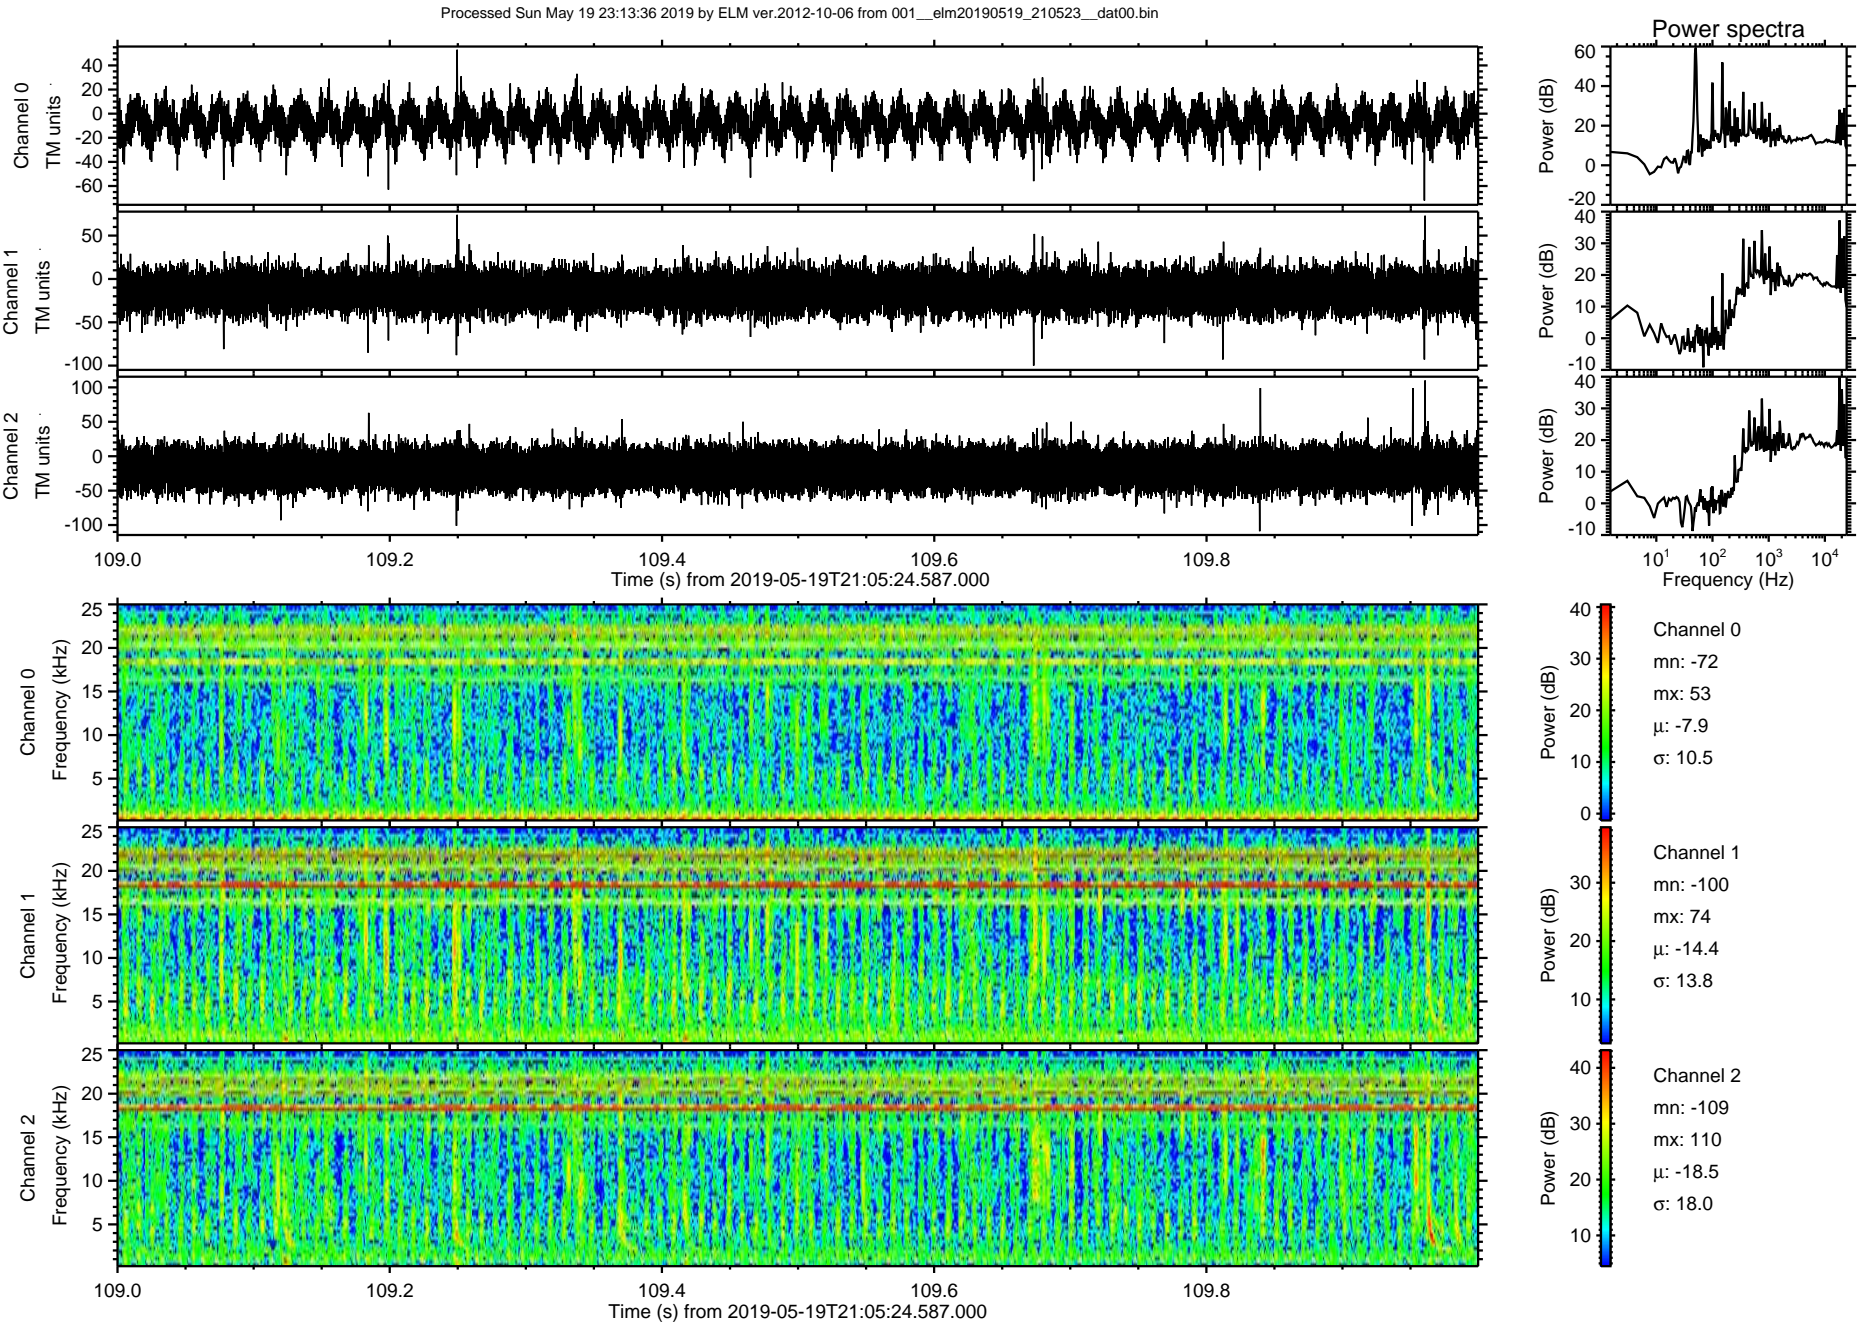 Processed Sun May 19 23:13:36 2019 by ELM ver.2012-10-06 from 001__elm20190519_210523__dat00.bin
Power spectra
Channel 0
TM units
40
20
0
-20
-40
-60
Power (dB)
60
40
20
0
-20
Channel 1
TM units
50
0
-50
-100
Power (dB)
40
30
20
10
0
-10
Channel 2
TM units
100
50
0
-50
-100
Power (dB)
40
30
20
10
0
-10
109.0 109.2 109.4 109.6 109.8
Time (s) from 2019-05-19T21:05:24.587.000
10^1 10^2 10^3 10^4
Frequency (Hz)
Channel 0
Frequency (kHz)
25
20
15
10
5
Power (dB)
40
30
20
10
0
Channel 0
mn: -72
mx: 53
μ: -7.9
σ: 10.5
Channel 1
Frequency (kHz)
25
20
15
10
5
Power (dB)
30
20
10
Channel 1
mn: -100
mx: 74
μ: -14.4
σ: 13.8
Channel 2
Frequency (kHz)
25
20
15
10
5
Power (dB)
40
30
20
10
Channel 2
mn: -109
mx: 110
μ: -18.5
σ: 18.0
109.0 109.2 109.4 109.6 109.8
Time (s) from 2019-05-19T21:05:24.587.000